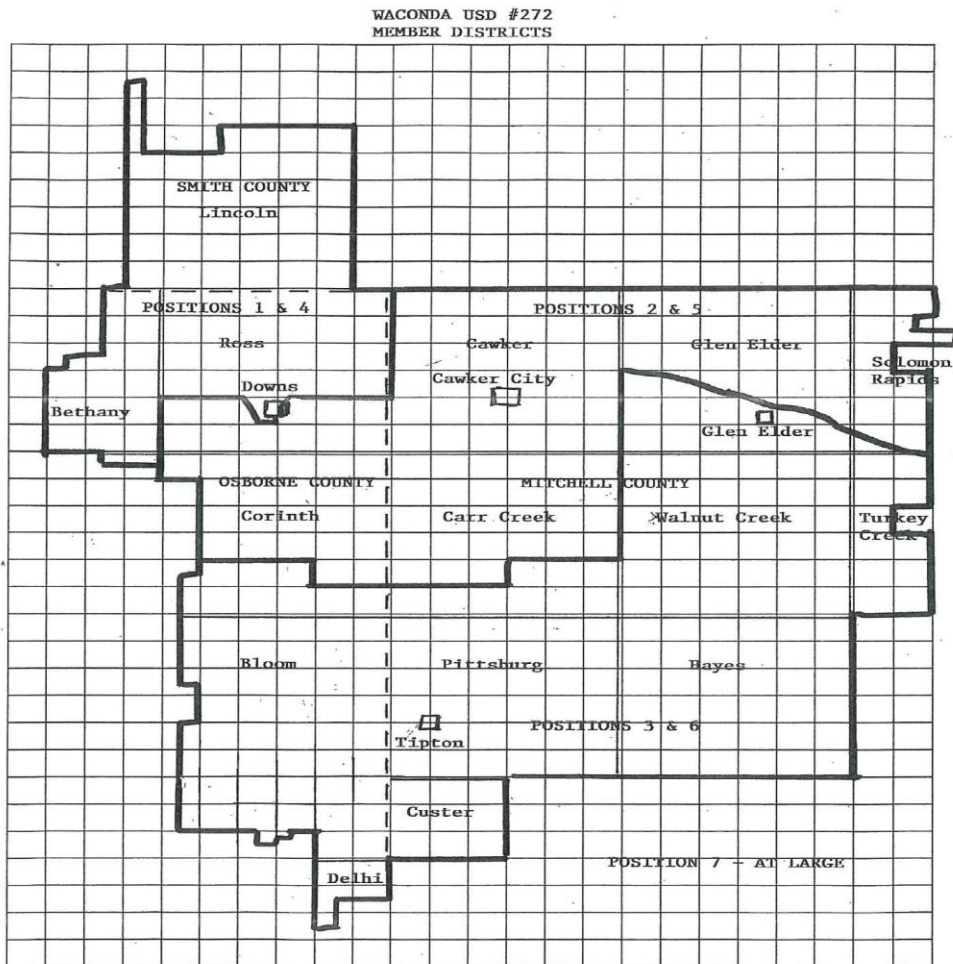 WACONDA USD #272
MEMBER DISTRICTS
SMITH COUNTY
Lincoln
POSITIONS 1 & 4
POSITIONS 2 & 5
Ross
Cawker
Glen Elder
Solomon
Rapids
Downs
Cawker City
Bethany
Glen Elder
OSBORNE COUNTY
MITCHELL COUNTY
Corinth
Carr Creek
Walnut Creek
Turkey
Creek
Bloom
Pittsburg
Hayes
POSITIONS 3 & 6
Tipton
Custer
POSITION 7 - AT LARGE
Delhi